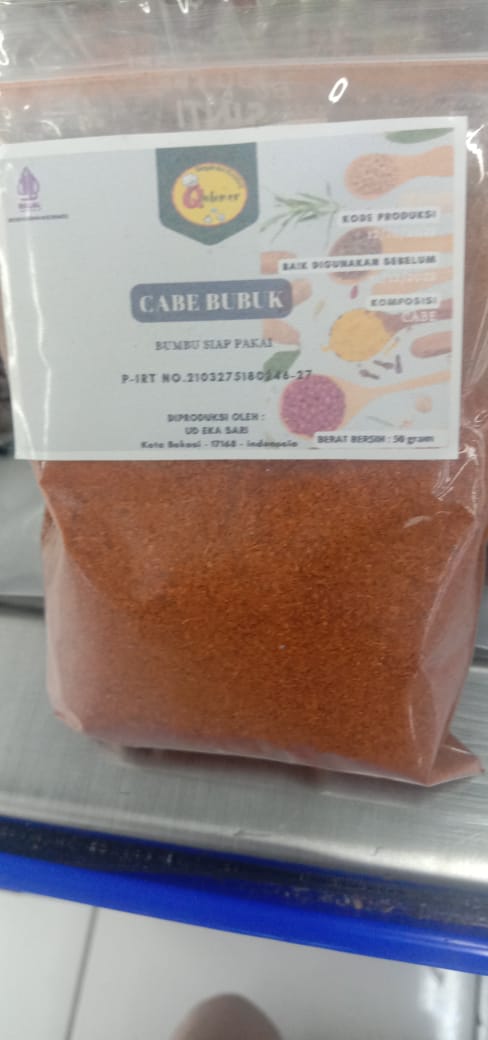 HALAL
KODE PRODUKSI
BAIK DIGUNAKAN SEBELUM
KOMPOSISI
CABE
CABE BUBUK
BUMBU SIAP PAKAI
P-IRT NO.2103275180246-27
DIPRODUKSI OLEH :
UD EKA SARI
Kota Bekasi - 17168 - indonesia
BERAT BERSIH : 50 gram